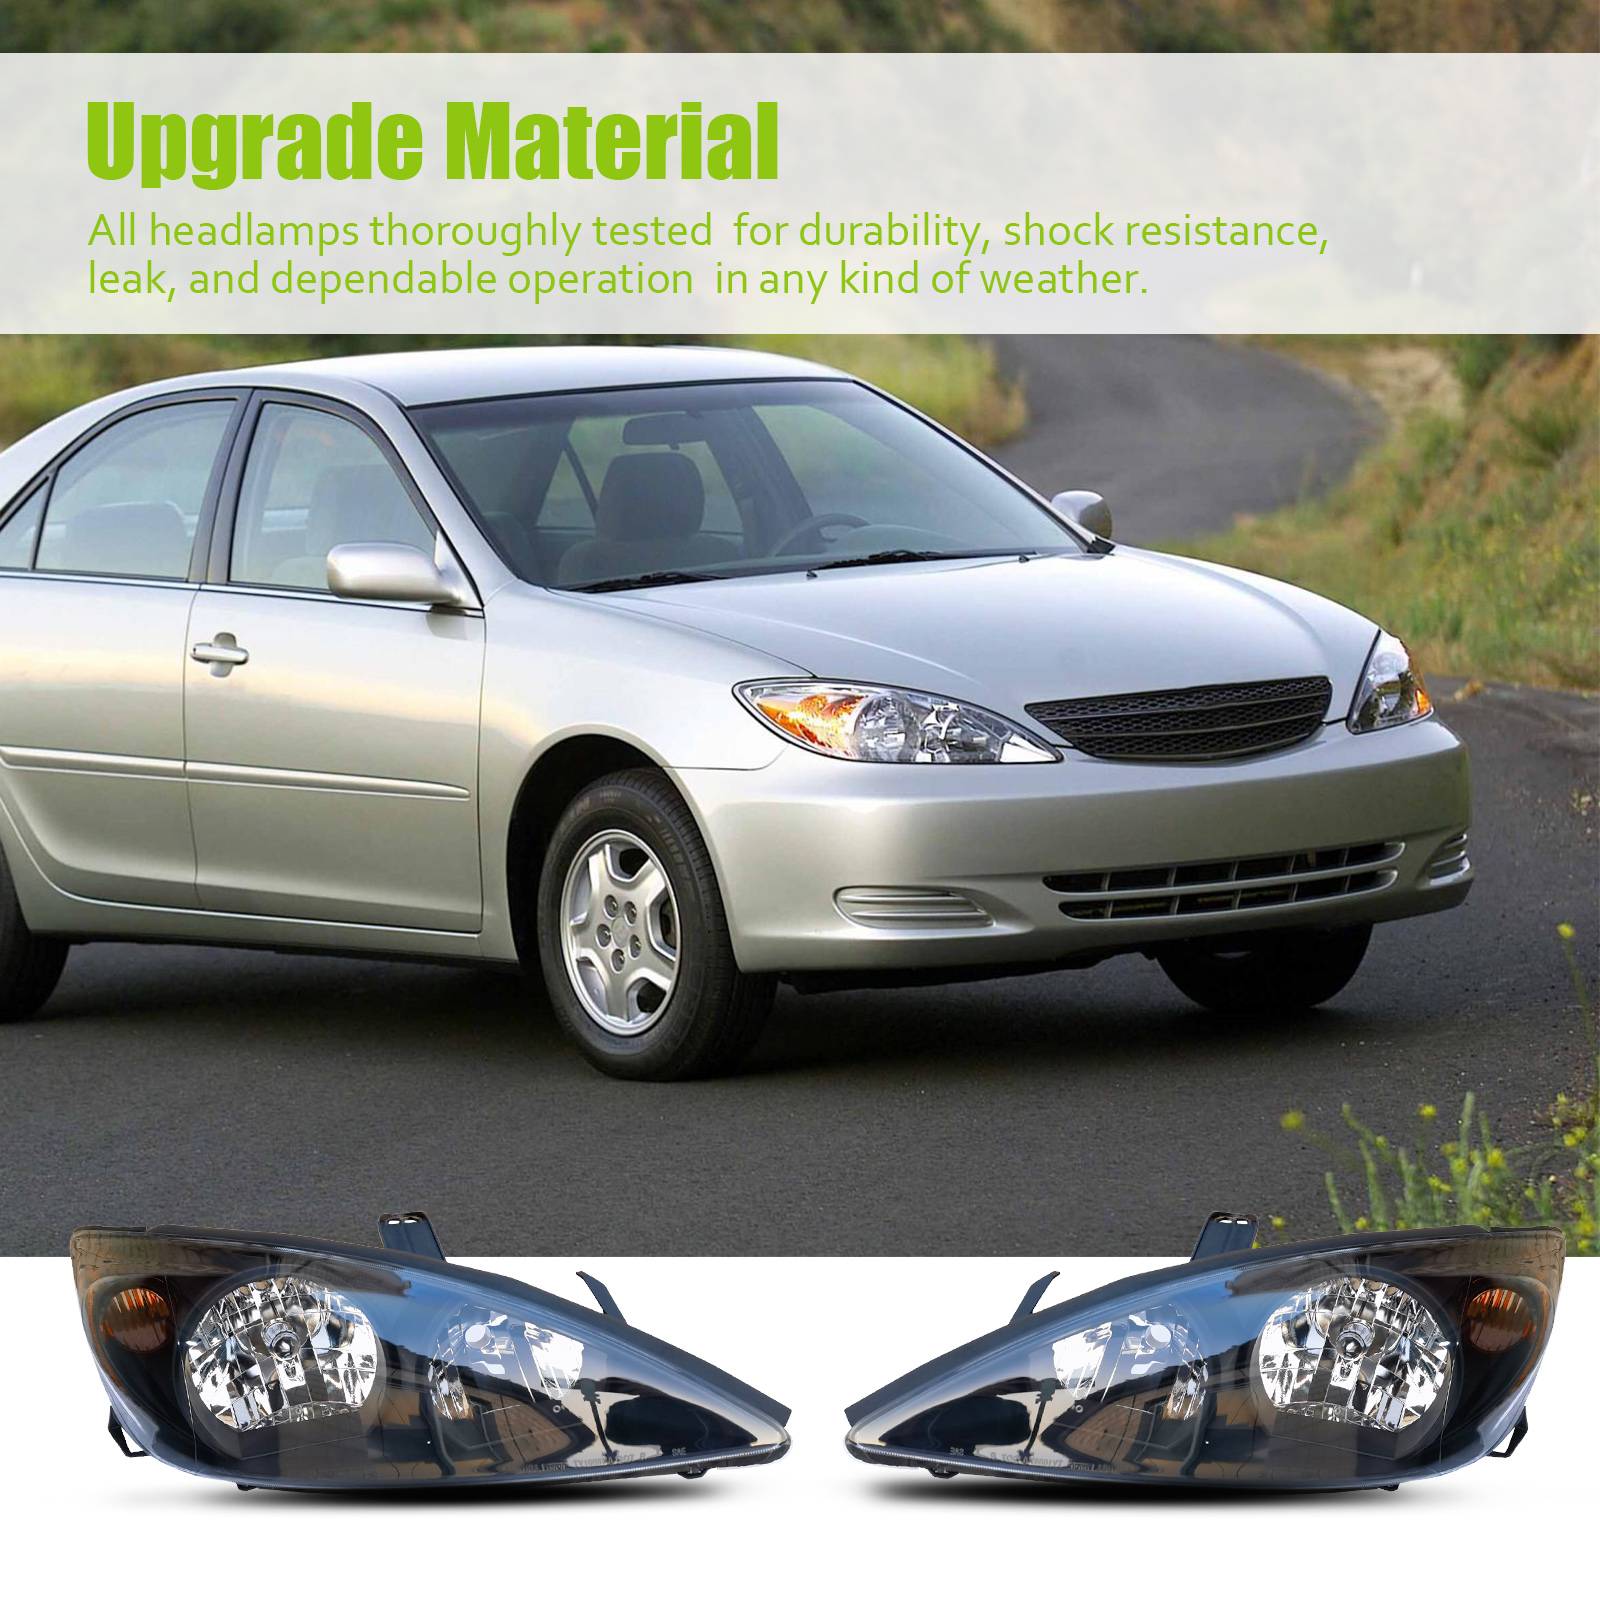 Upgrade Material
All headlamps thoroughly tested  for durability, shock resistance,
leak, and dependable operation  in any kind of weather.